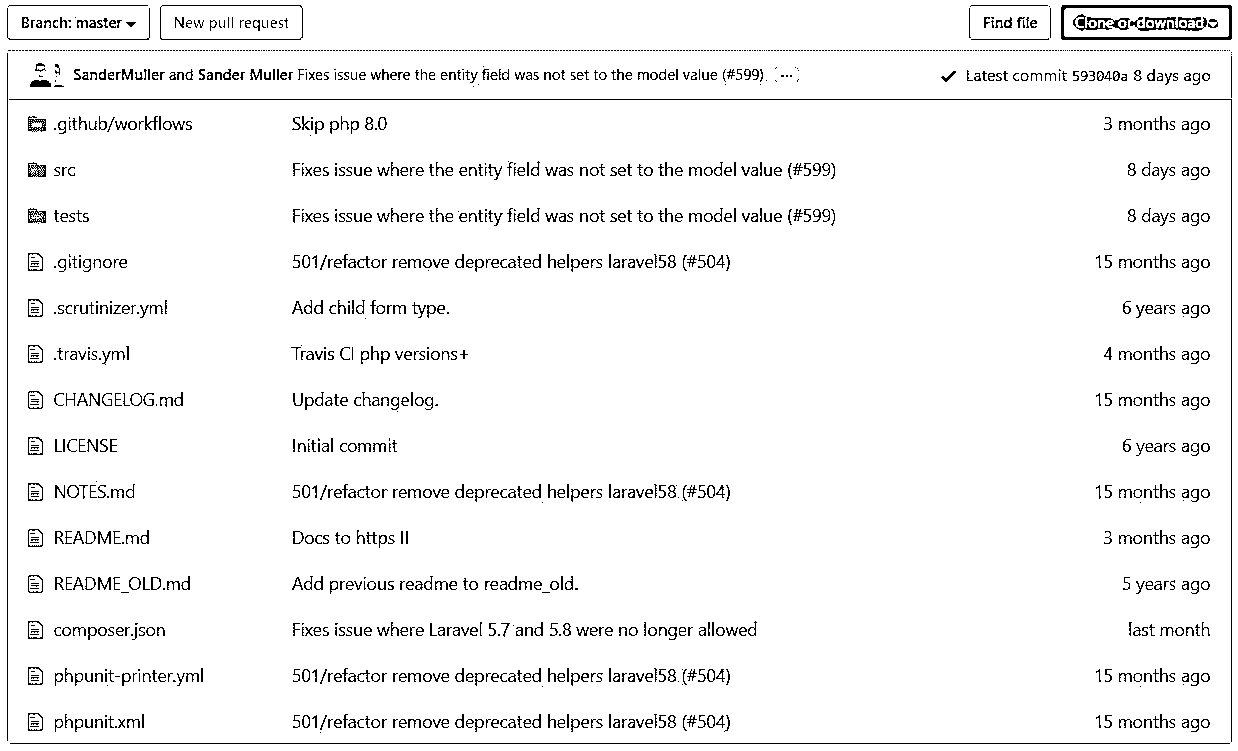 Branch: master
New pull request
Find file
Clone or download
SanderMuller and Sander Muller Fixes issue where the entity field was not set to the model value (#599). ...
Latest commit 593040a 8 days ago
.github/workflows Skip php 8.0 3 months ago
src Fixes issue where the entity field was not set to the model value (#599) 8 days ago
tests Fixes issue where the entity field was not set to the model value (#599) 8 days ago
.gitignore 501/refactor remove deprecated helpers laravel58 (#504) 15 months ago
.scrutinizer.yml Add child form type. 6 years ago
.travis.yml Travis CI php versions+ 4 months ago
CHANGELOG.md Update changelog. 15 months ago
LICENSE Initial commit 6 years ago
NOTES.md 501/refactor remove deprecated helpers laravel58 (#504) 15 months ago
README.md Docs to https II 3 months ago
README_OLD.md Add previous readme to readme_old. 5 years ago
composer.json Fixes issue where Laravel 5.7 and 5.8 were no longer allowed last month
phpunit-printer.yml 501/refactor remove deprecated helpers laravel58 (#504) 15 months ago
phpunit.xml 501/refactor remove deprecated helpers laravel58 (#504) 15 months ago